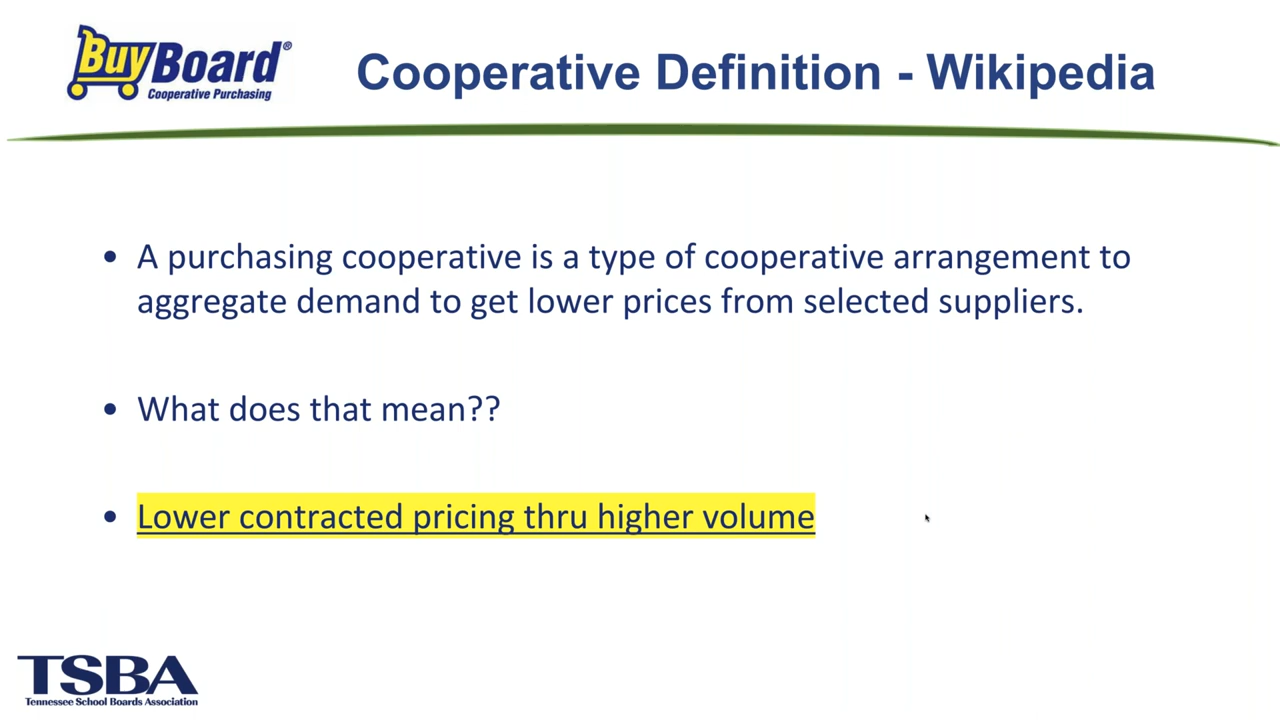 BuyBoard®
Cooperative Purchasing
Cooperative Definition - Wikipedia
• A purchasing cooperative is a type of cooperative arrangement to
aggregate demand to get lower prices from selected suppliers.
• What does that mean??
• Lower contracted pricing thru higher volume
TSBA
Tennessee School Boards Association